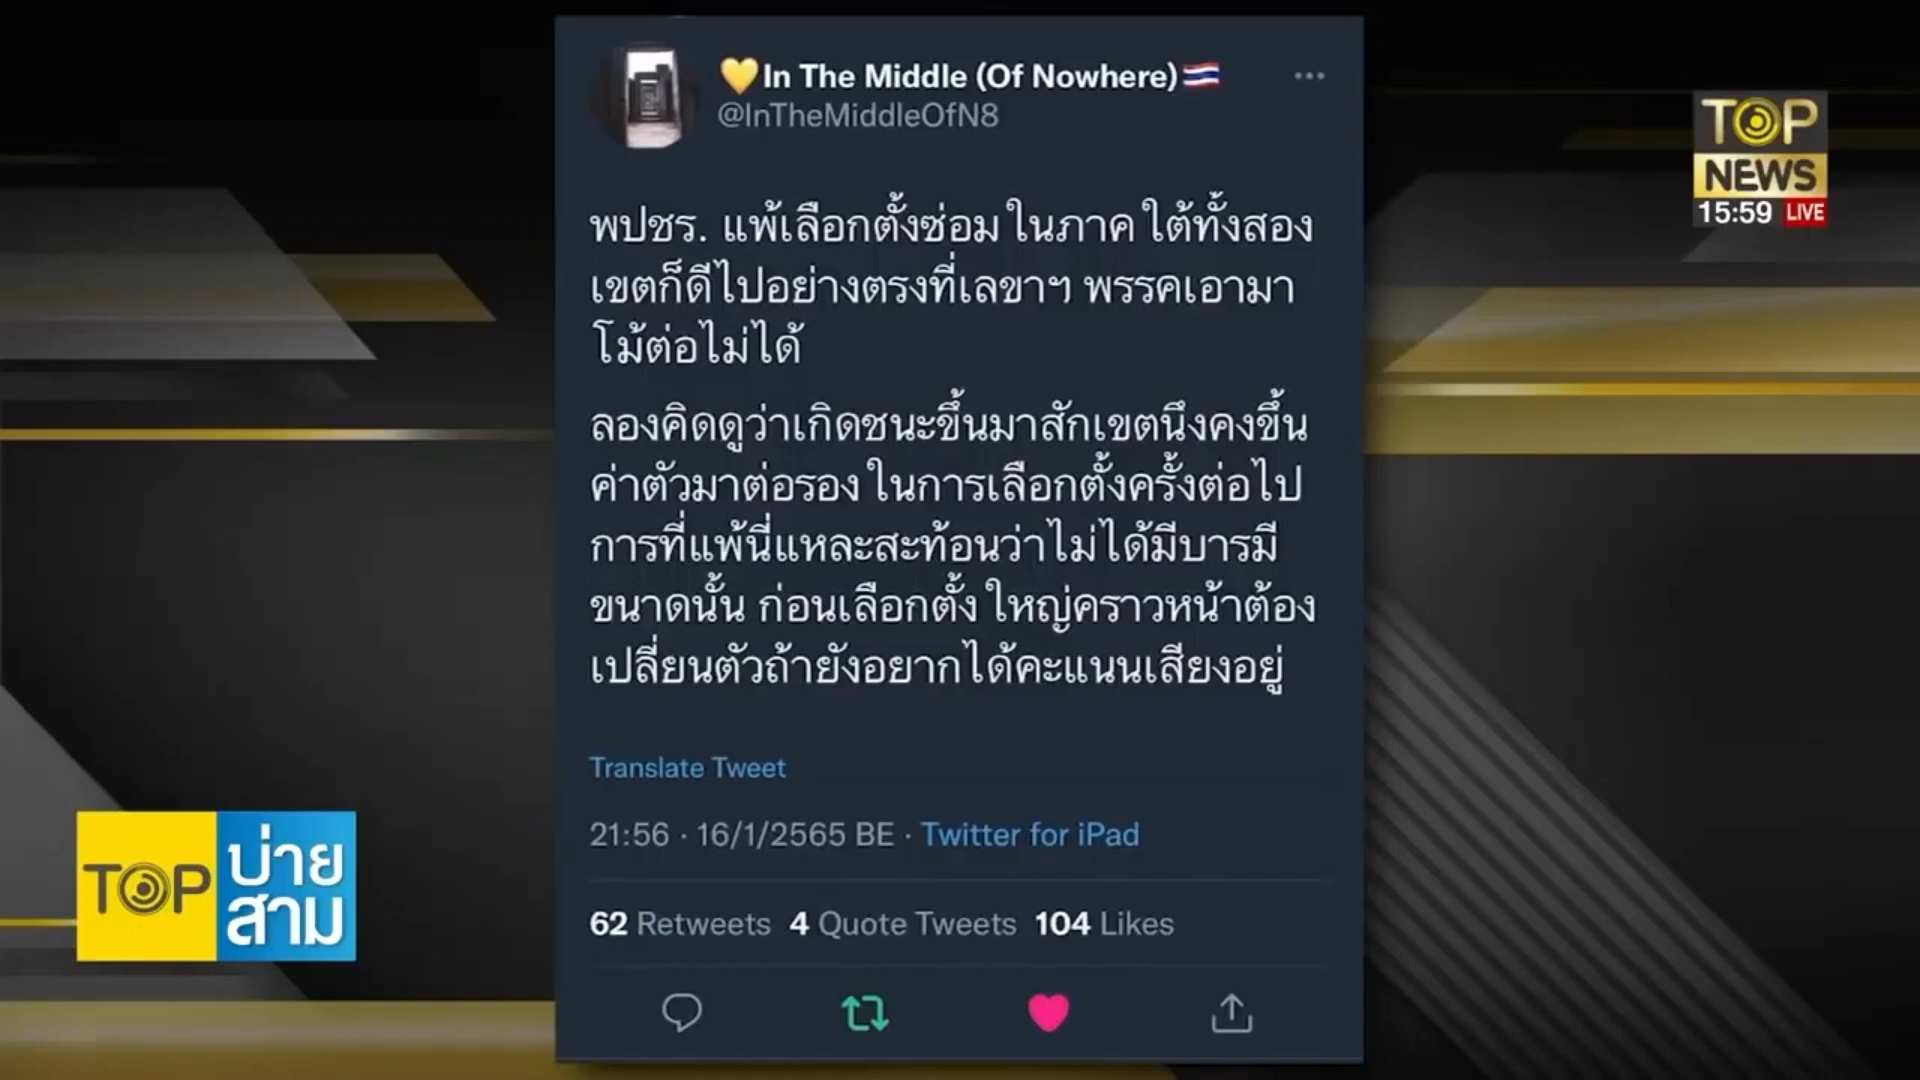 💛In The Middle (Of Nowhere)🇹🇭
@InTheMiddleOfN8
TOP
NEWS
15:59 LIVE
พปชร. แพ้เลือกตั้งซ่อมในภาคใต้ทั้งสอง
เขตก็ดีไปอย่างตรงที่เลขาฯ พรรคเอามา
โม้ต่อไม่ได้
ลองคิดดูว่าเกิดชนะขึ้นมาสักเขตนึงคงขึ้น
ค่าตัวมาต่อรองในการเลือกตั้งครั้งต่อไป
การที่แพ้นี่แหละสะท้อนว่าไม่ได้มีบารมี
ขนาดนั้น ก่อนเลือกตั้งใหญ่คราวหน้าต้อง
เปลี่ยนตัวถ้ายังอยากได้คะแนนเสียงอยู่
Translate Tweet
21:56 · 16/1/2565 BE · Twitter for iPad
62 Retweets 4 Quote Tweets 104 Likes
TOP
บ่าย
สาม